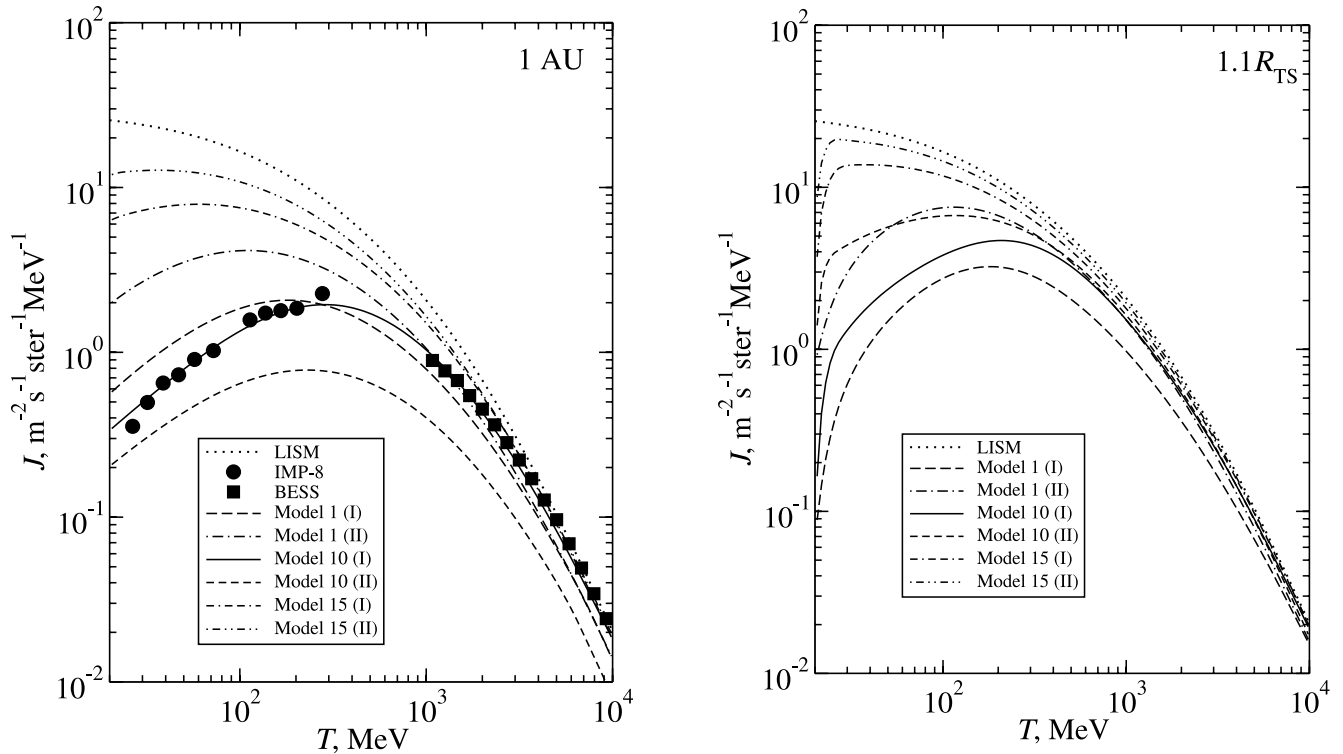 1 AU
10^2
10^1
10^0
10^-1
10^-2
J, m^-2 s^-1 ster^-1 MeV^-1
LISM
IMP-8
BESS
Model 1 (I)
Model 1 (II)
Model 10 (I)
Model 10 (II)
Model 15 (I)
Model 15 (II)
10^2
10^3
10^4
T, MeV
1.1R_TS
10^2
10^1
10^0
10^-1
10^-2
J, m^-2 s^-1 ster^-1 MeV^-1
LISM
Model 1 (I)
Model 1 (II)
Model 10 (I)
Model 10 (II)
Model 15 (I)
Model 15 (II)
10^2
10^3
10^4
T, MeV